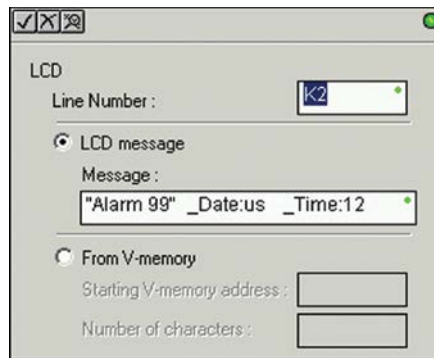 LCD
Line Number : K2
LCD message
Message :
"Alarm 99" _Date:us _Time:12
From V-memory
Starting V-memory address :
Number of characters :